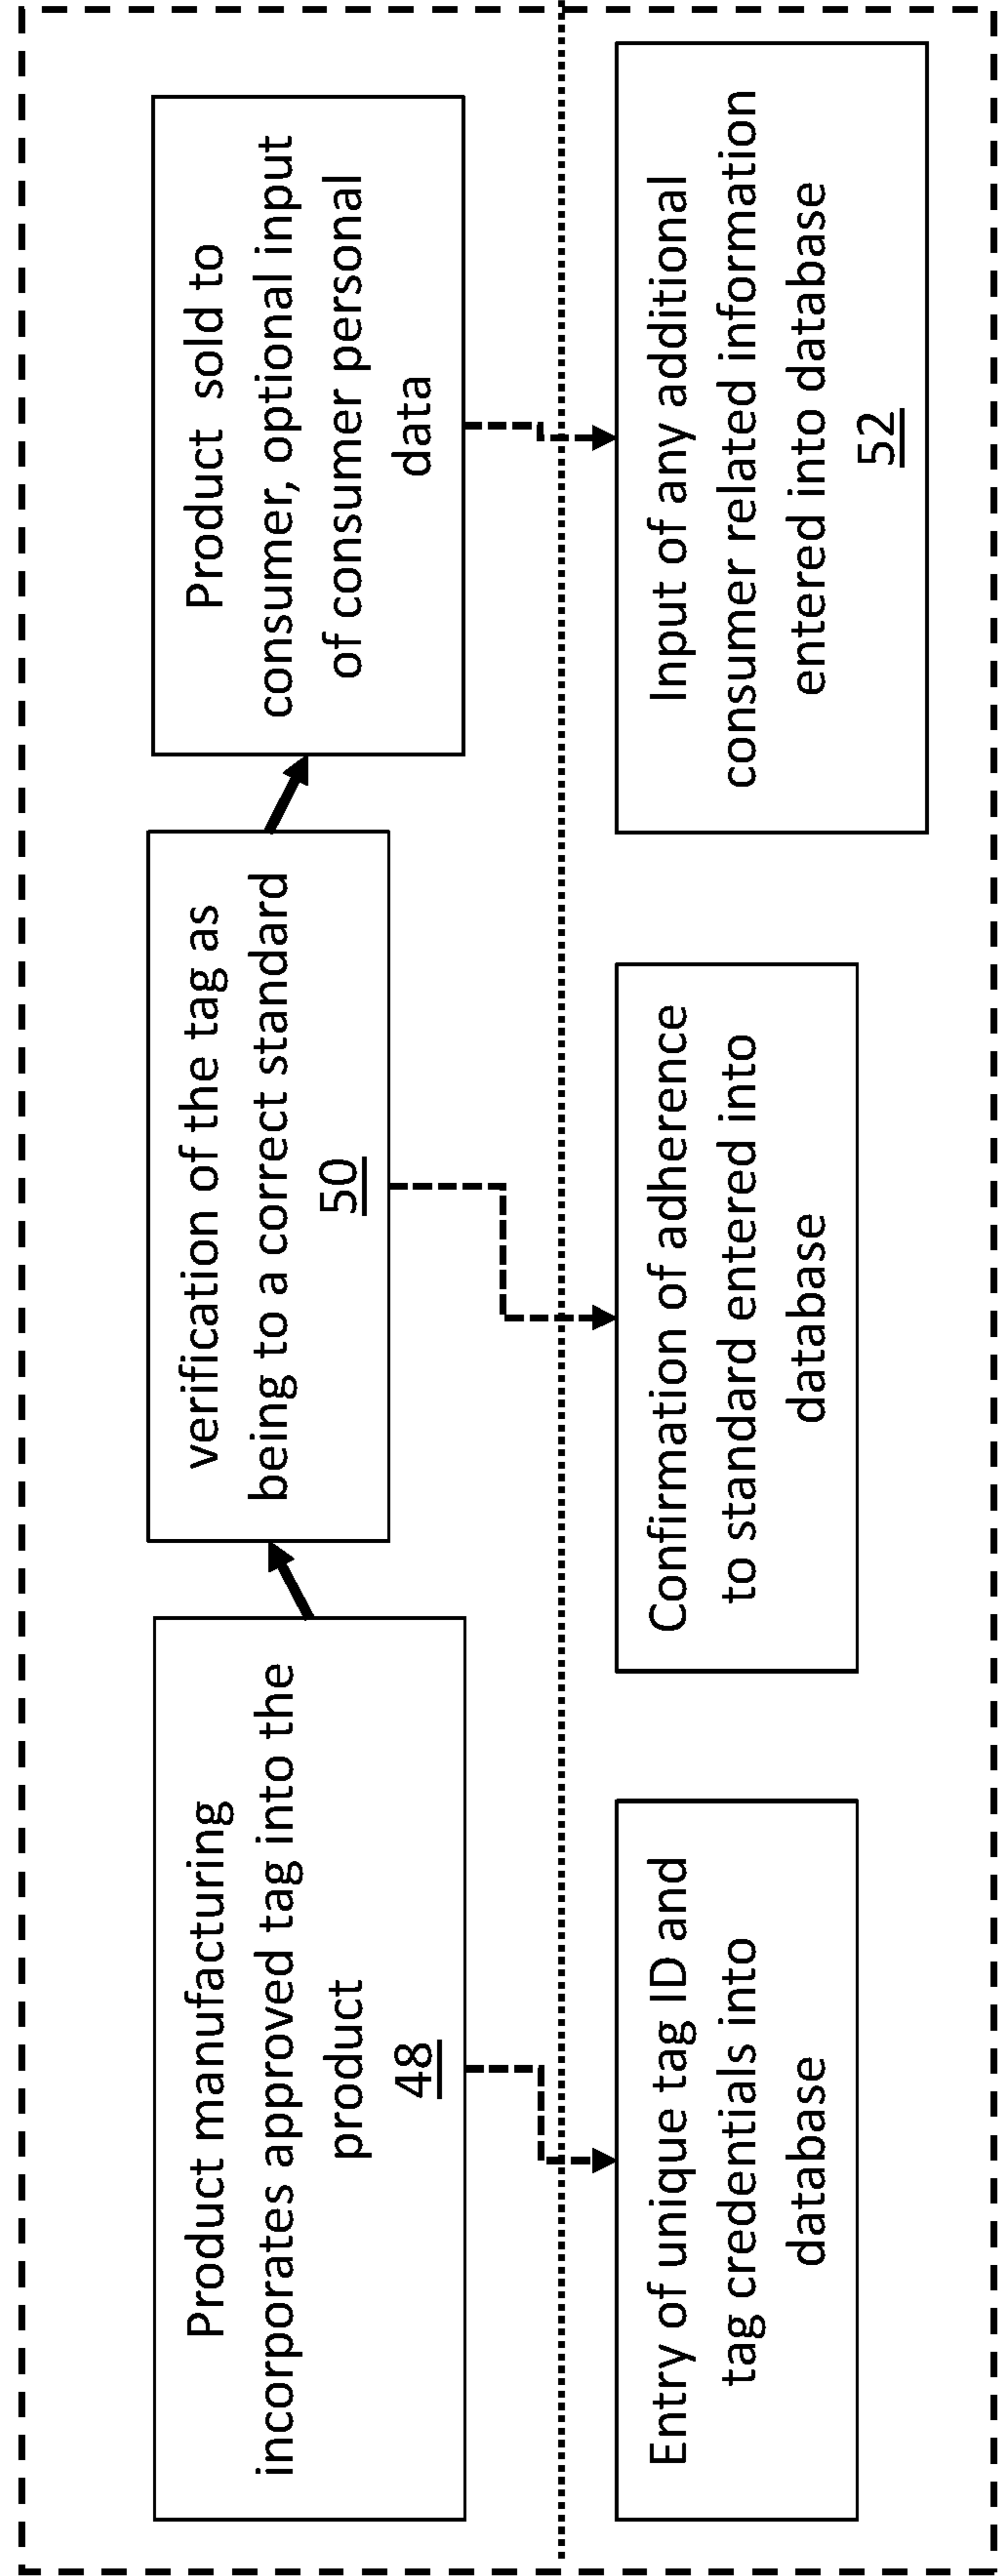 Product manufacturing
incorporates approved tag into the
product
48
verification of the tag as
being to a correct standard
50
Product sold to
consumer, optional input
of consumer personal
data
Entry of unique tag ID and
tag credentials into
database
Confirmation of adherence
to standard entered into
database
Input of any additional
consumer related information
entered into database
52